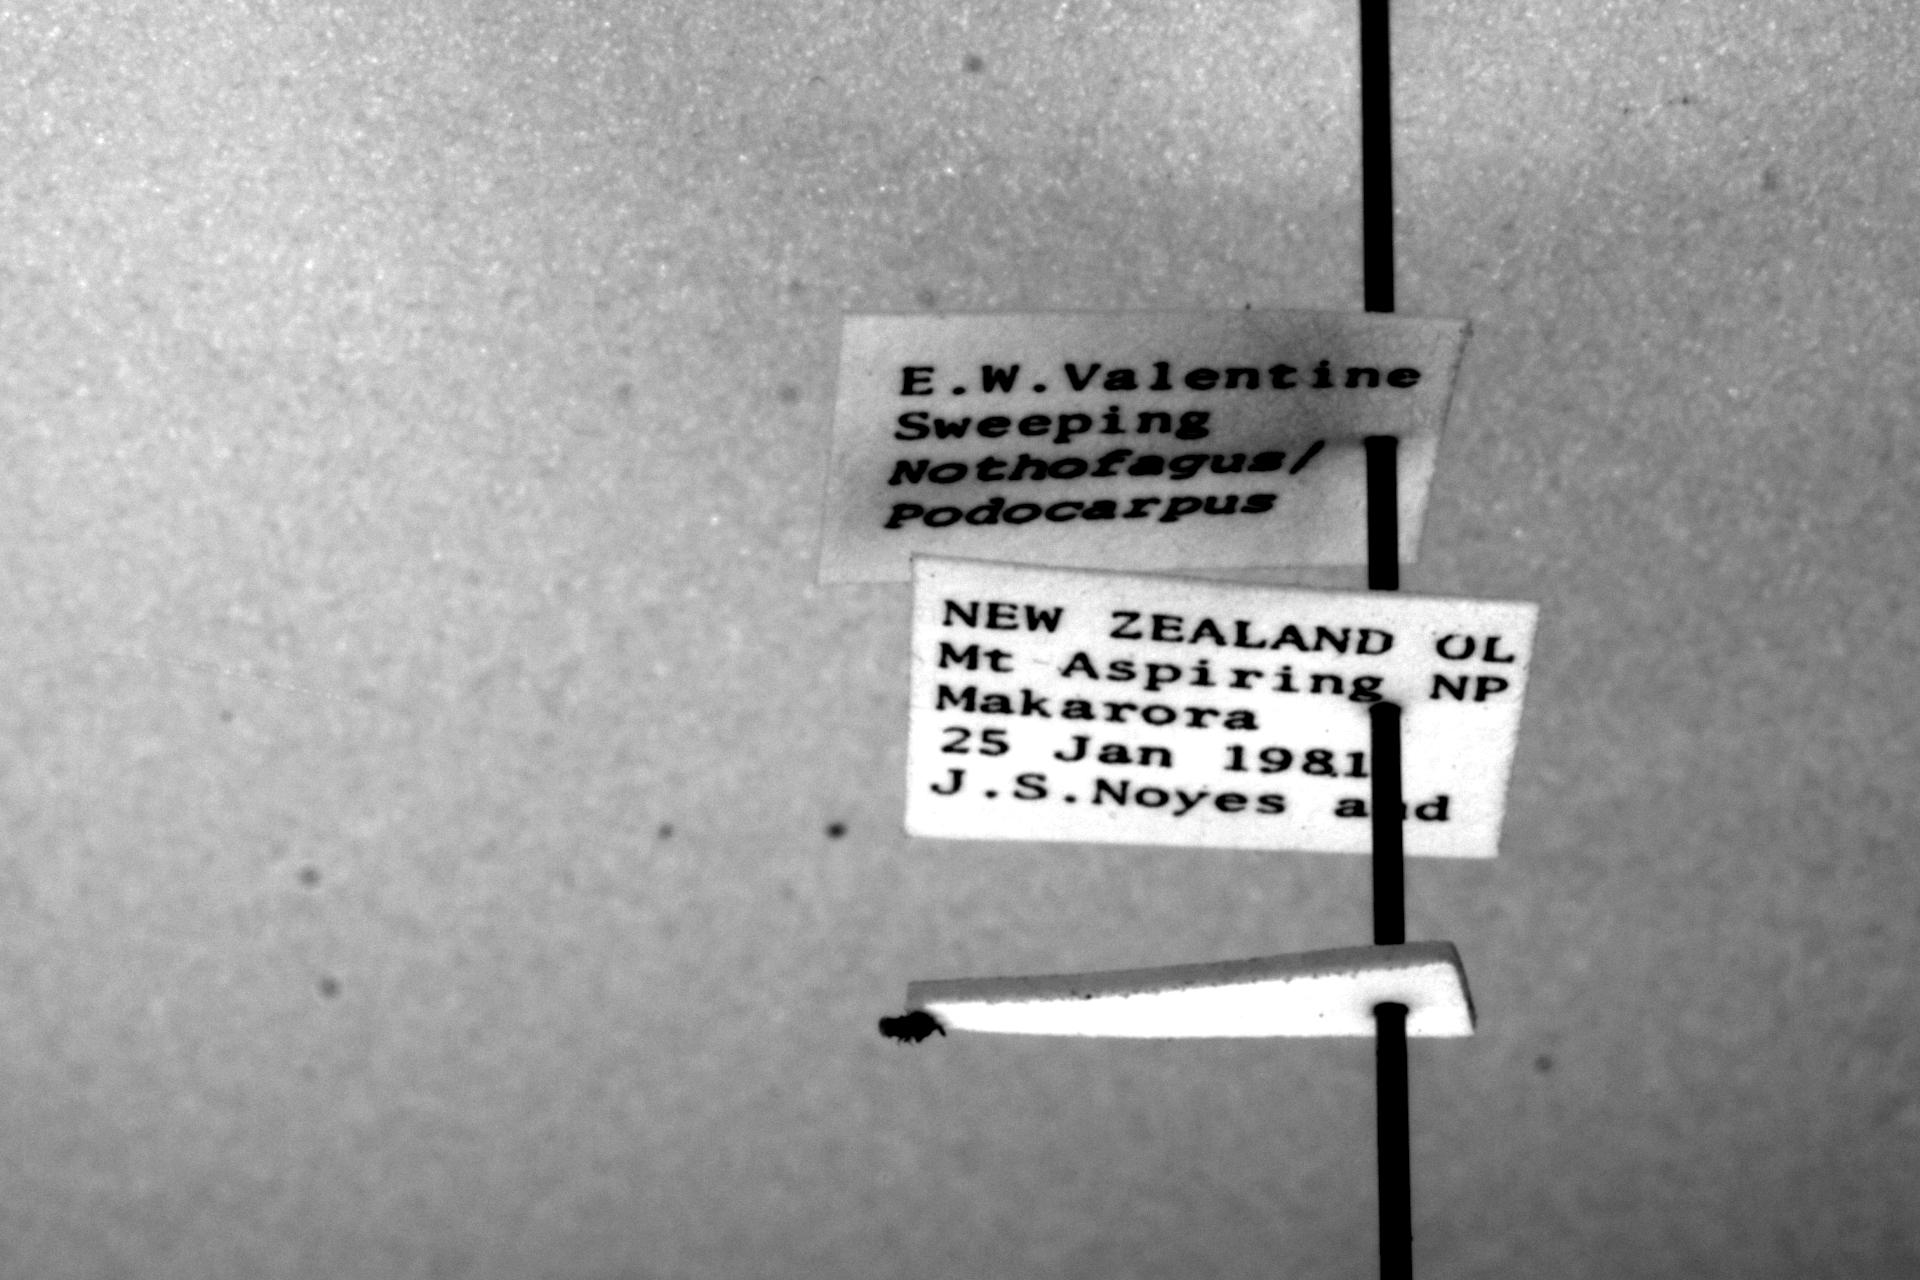 E.W.Valentine
Sweeping
Nothofagus/
Podocarpus
NEW ZEALAND OL
Mt Aspiring NP
Makarora
25 Jan 1981
J.S.Noyes and